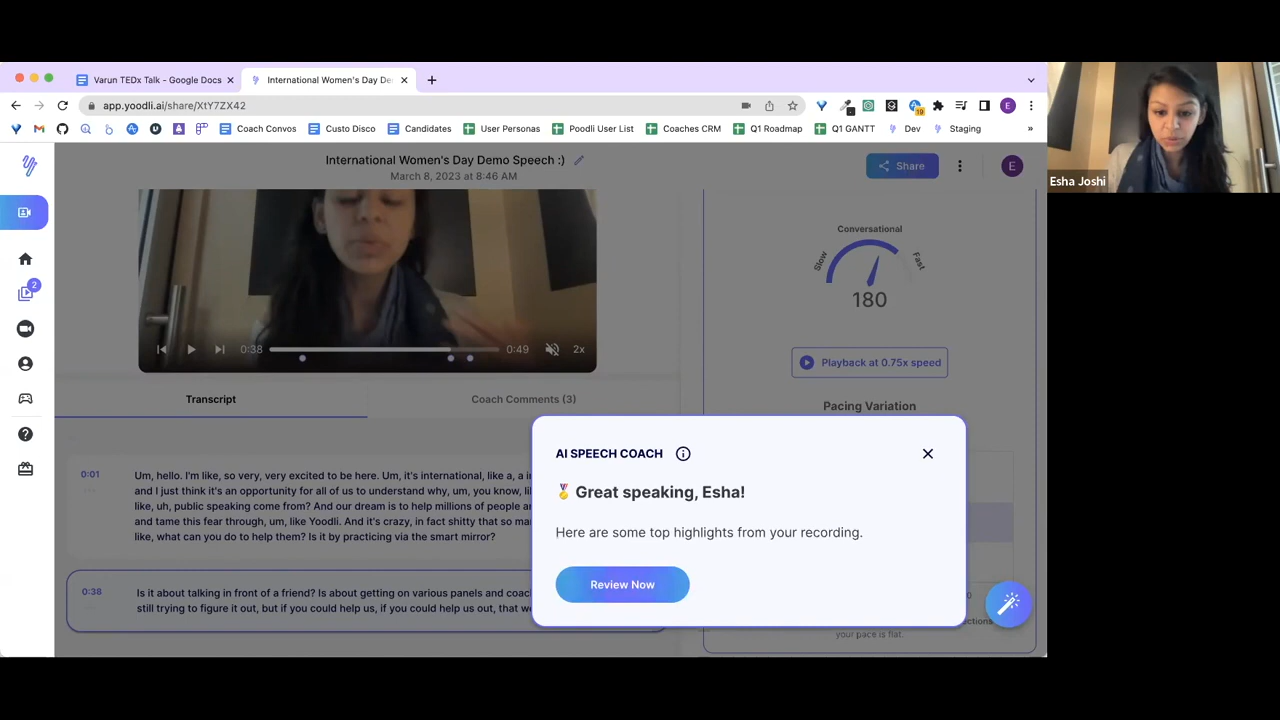 Varun TEDx Talk - Google Docs
International Women's Day De
app.yoodli.ai/share/XtY7ZX42
19
E
Coach Convos
Custo Disco
Candidates
User Personas
Poodli User List
Coaches CRM
Q1 Roadmap
Q1 GANTT
Dev
Staging
»
Esha Joshi
International Women's Day Demo Speech :)
March 8, 2023 at 8:46 AM
Share
E
2
Slow
Conversational
Fast
180
Playback at 0.75x speed
Pacing Variation
0:38
0:49
2x
Transcript
Coach Comments (3)
0:01
Um, hello. I'm like, so very, very excited to be here. Um, it's international, like a, a i
and I just think it's an opportunity for all of us to understand why, um, you know, li
like, uh, public speaking come from? And our dream is to help millions of people a
and tame this fear through, um, like Yoodli. And it's crazy, in fact shitty that so ma
like, what can you do to help them? Is it by practicing via the smart mirror?
0:38
Is it about talking in front of a friend? Is about getting on various panels and coac
still trying to figure it out, but if you could help us, if you could help us out, that w
AI SPEECH COACH
Great speaking, Esha!
Here are some top highlights from your recording.
Review Now
0
ections
your pace is flat.